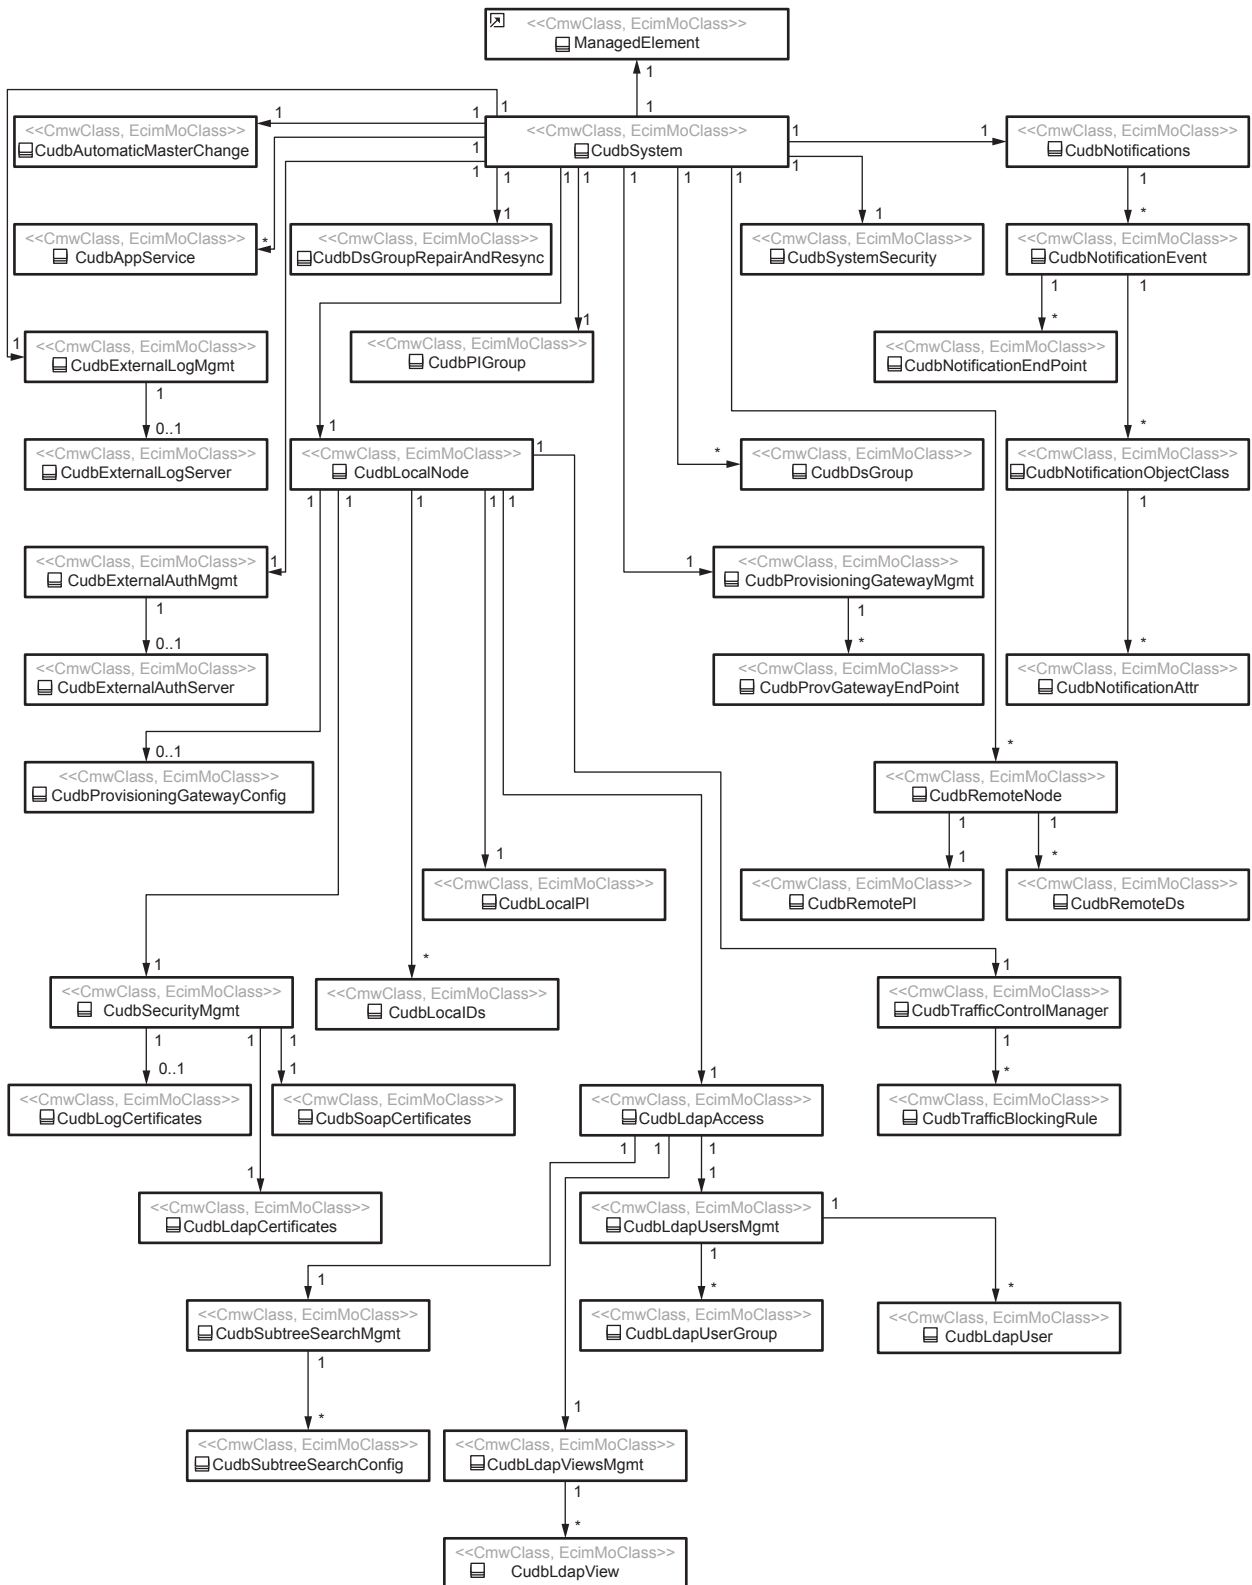 <<CmwClass, EcimMoClass>>
ManagedElement
1
1
1
1
<<CmwClass, EcimMoClass>>
CudbAutomaticMasterChange
1
<<CmwClass, EcimMoClass>>
CudbSystem
1
1
<<CmwClass, EcimMoClass>>
CudbNotifications
1
1
1
1
1
1
1
1
1
1
1
*
<<CmwClass, EcimMoClass>>
CudbAppService
*
1
<<CmwClass, EcimMoClass>>
CudbDsGroupRepairAndResync
1
<<CmwClass, EcimMoClass>>
CudbSystemSecurity
<<CmwClass, EcimMoClass>>
CudbNotificationEvent
1
1
1
<<CmwClass, EcimMoClass>>
CudbExternalLogMgmt
1
<<CmwClass, EcimMoClass>>
CudbPlGroup
*
<<CmwClass, EcimMoClass>>
CudbNotificationEndPoint
1
0..1
<<CmwClass, EcimMoClass>>
CudbExternalLogServer
1
<<CmwClass, EcimMoClass>>
CudbLocalNode
1
*
<<CmwClass, EcimMoClass>>
CudbDsGroup
*
<<CmwClass, EcimMoClass>>
CudbNotificationObjectClass
1
1
1
1
1
1
<<CmwClass, EcimMoClass>>
CudbExternalAuthMgmt
1
1
<<CmwClass, EcimMoClass>>
CudbProvisioningGatewayMgmt
1
1
0..1
*
*
<<CmwClass, EcimMoClass>>
CudbExternalAuthServer
<<CmwClass, EcimMoClass>>
CudbProvGatewayEndPoint
<<CmwClass, EcimMoClass>>
CudbNotificationAttr
0..1
*
<<CmwClass, EcimMoClass>>
CudbProvisioningGatewayConfig
<<CmwClass, EcimMoClass>>
CudbRemoteNode
1
1
1
1
*
<<CmwClass, EcimMoClass>>
CudbLocalPl
<<CmwClass, EcimMoClass>>
CudbRemotePl
<<CmwClass, EcimMoClass>>
CudbRemoteDs
1
*
1
<<CmwClass, EcimMoClass>>
CudbSecurityMgmt
<<CmwClass, EcimMoClass>>
CudbLocalDs
<<CmwClass, EcimMoClass>>
CudbTrafficControlManager
1
1
1
1
0..1
1
1
*
<<CmwClass, EcimMoClass>>
CudbLogCertificates
<<CmwClass, EcimMoClass>>
CudbSoapCertificates
<<CmwClass, EcimMoClass>>
CudbLdapAccess
<<CmwClass, EcimMoClass>>
CudbTrafficBlockingRule
1
1
1
1
1
<<CmwClass, EcimMoClass>>
CudbLdapCertificates
<<CmwClass, EcimMoClass>>
CudbLdapUsersMgmt
1
1
1
*
*
<<CmwClass, EcimMoClass>>
CudbSubtreeSearchMgmt
<<CmwClass, EcimMoClass>>
CudbLdapUserGroup
<<CmwClass, EcimMoClass>>
CudbLdapUser
1
*
1
<<CmwClass, EcimMoClass>>
CudbSubtreeSearchConfig
<<CmwClass, EcimMoClass>>
CudbLdapViewsMgmt
1
*
<<CmwClass, EcimMoClass>>
CudbLdapView